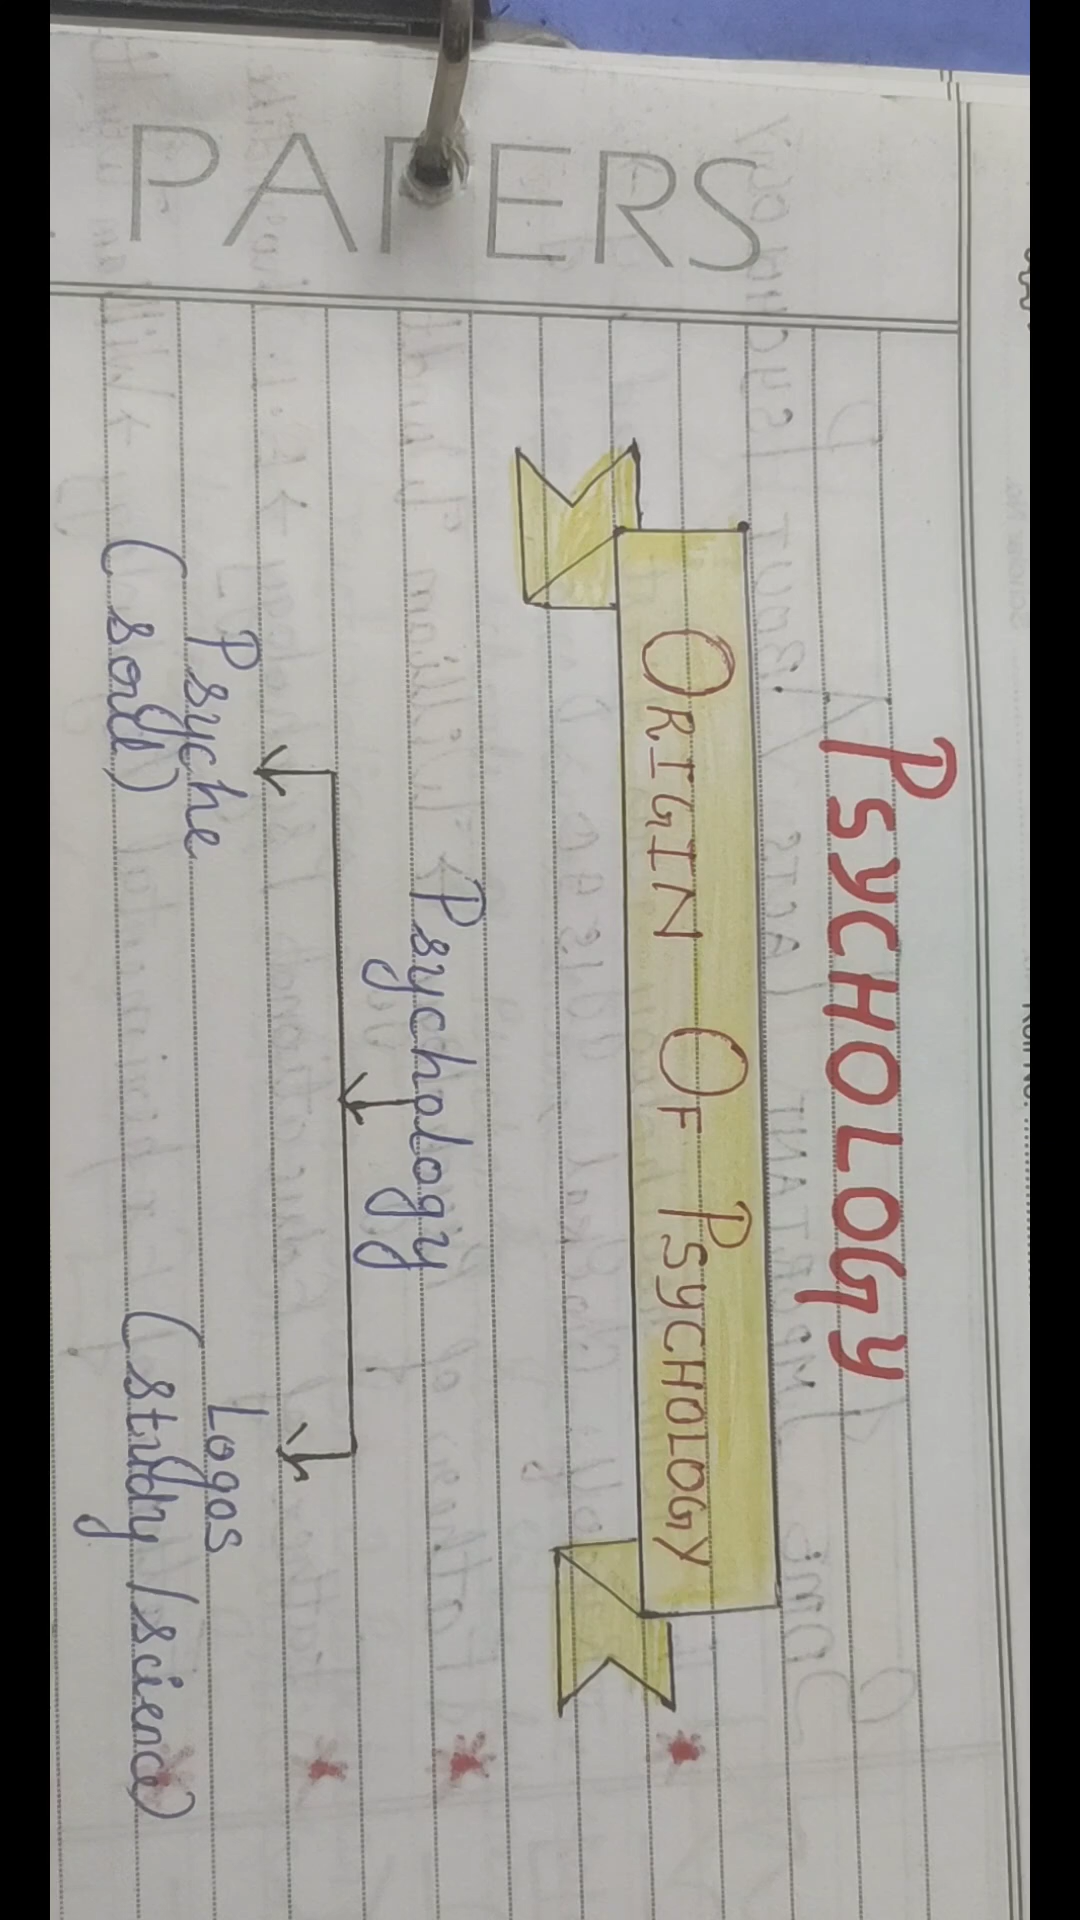 PAPERS
PSYCHOLOGY
ORIGIN OF PSYCHOLOGY
Psychology
Psyche Logos
(soul) (study/science)